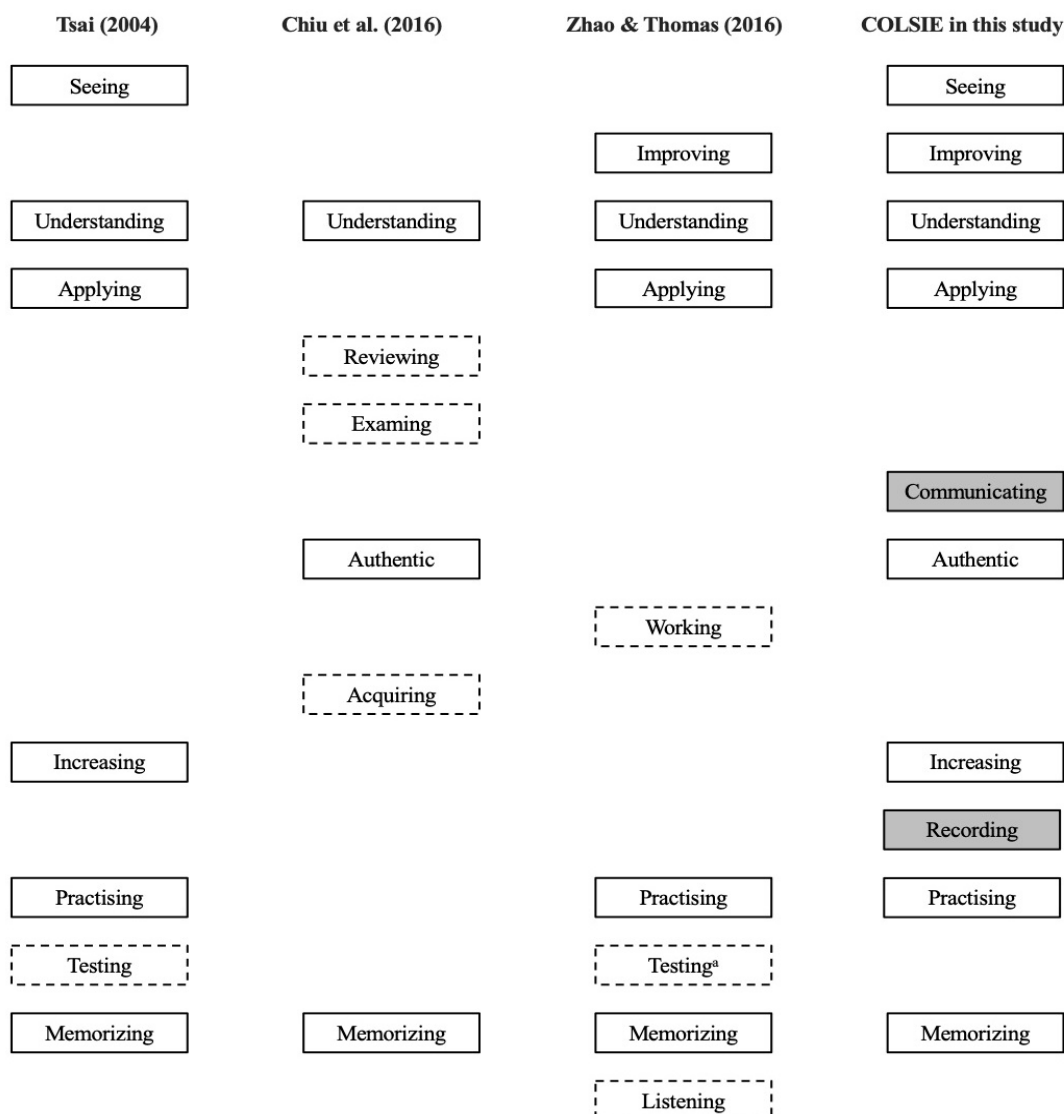 Tsai (2004) Chiu et al. (2016) Zhao & Thomas (2016) COLSIE in this study
Seeing Seeing
Improving Improving
Understanding Understanding Understanding Understanding
Applying Applying Applying
Reviewing
Examing
Communicating
Authentic Authentic
Working
Acquiring
Increasing Increasing
Recording
Practising Practising Practising
Testing Testingᵃ
Memorizing Memorizing Memorizing Memorizing
Listening